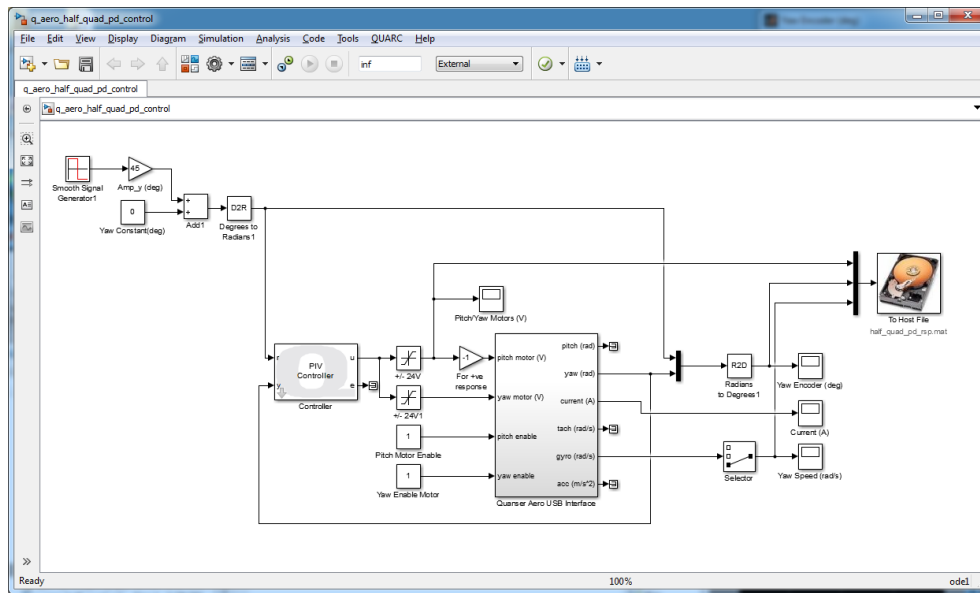 q_aero_half_quad_pd_control
Yaw Encoder (deg)
File Edit View Display Diagram Simulation Analysis Code Tools QUARC Help
inf
External
q_aero_half_quad_pd_control
q_aero_half_quad_pd_control
45
Smooth Signal
Generator1
Amp_y (deg)
0
Yaw Constant(deg)
+
+
Add1
D2R
Degrees to
Radians1
Pitch/Yaw Motors (V)
To Host File
half_quad_pd_rsp.mat
r
y
PIV
Controller
u
e
Controller
+/- 24V
+/- 24V1
-1
For +ve
response
1
Pitch Motor Enable
1
Yaw Enable Motor
pitch motor (V)
yaw motor (V)
pitch enable
yaw enable
pitch (rad)
yaw (rad)
current (A)
tach (rad/s)
gyro (rad/s)
acc (m/s^2)
Quanser Aero USB Interface
R2D
Radians
to Degrees1
Yaw Encoder (deg)
Current (A)
Selector
Yaw Speed (rad/s)
Ready
100%
ode1